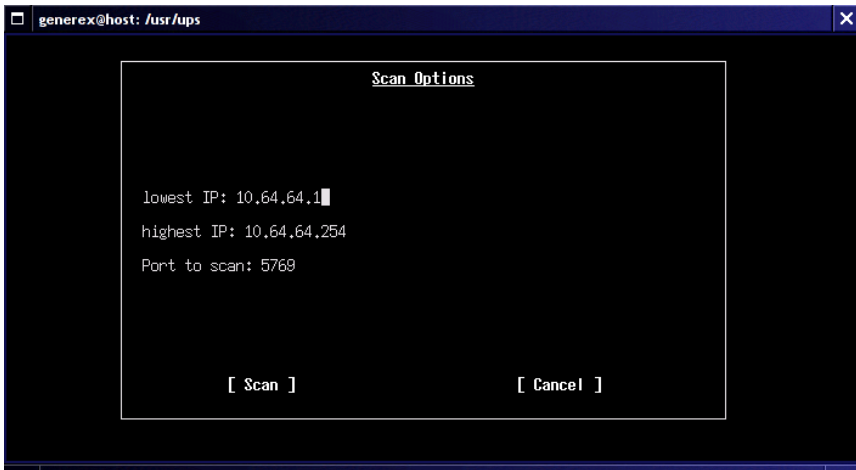 generex@host: /usr/ups
Scan Options
lowest IP: 10.64.64.1
highest IP: 10.64.64.254
Port to scan: 5769
[ Scan ] [ Cancel ]